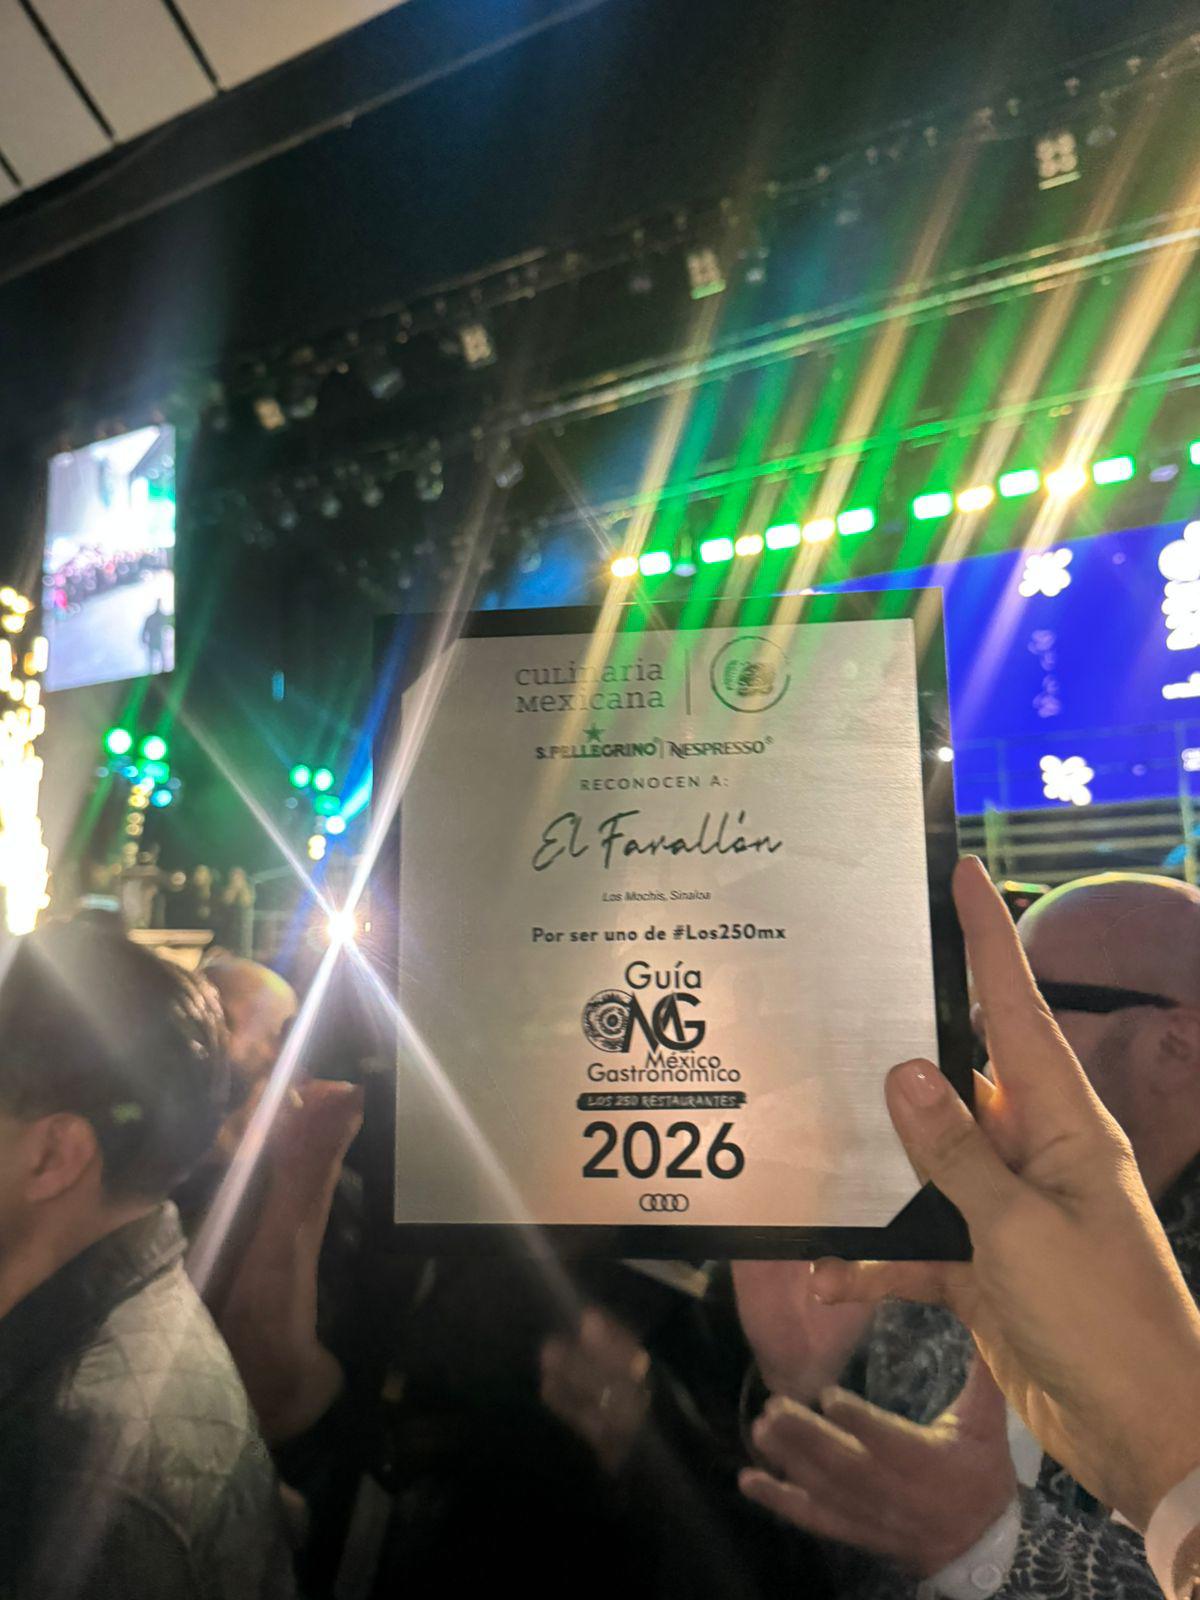 culinaria
mexicana
S.PELLEGRINO | NESPRESSO
RECONOCEN A:
El Farallón
Los Mochis, Sinaloa
Por ser uno de #Los250mx
Guía
MG
México
Gastronómico
LOS 250 RESTAURANTES
2026